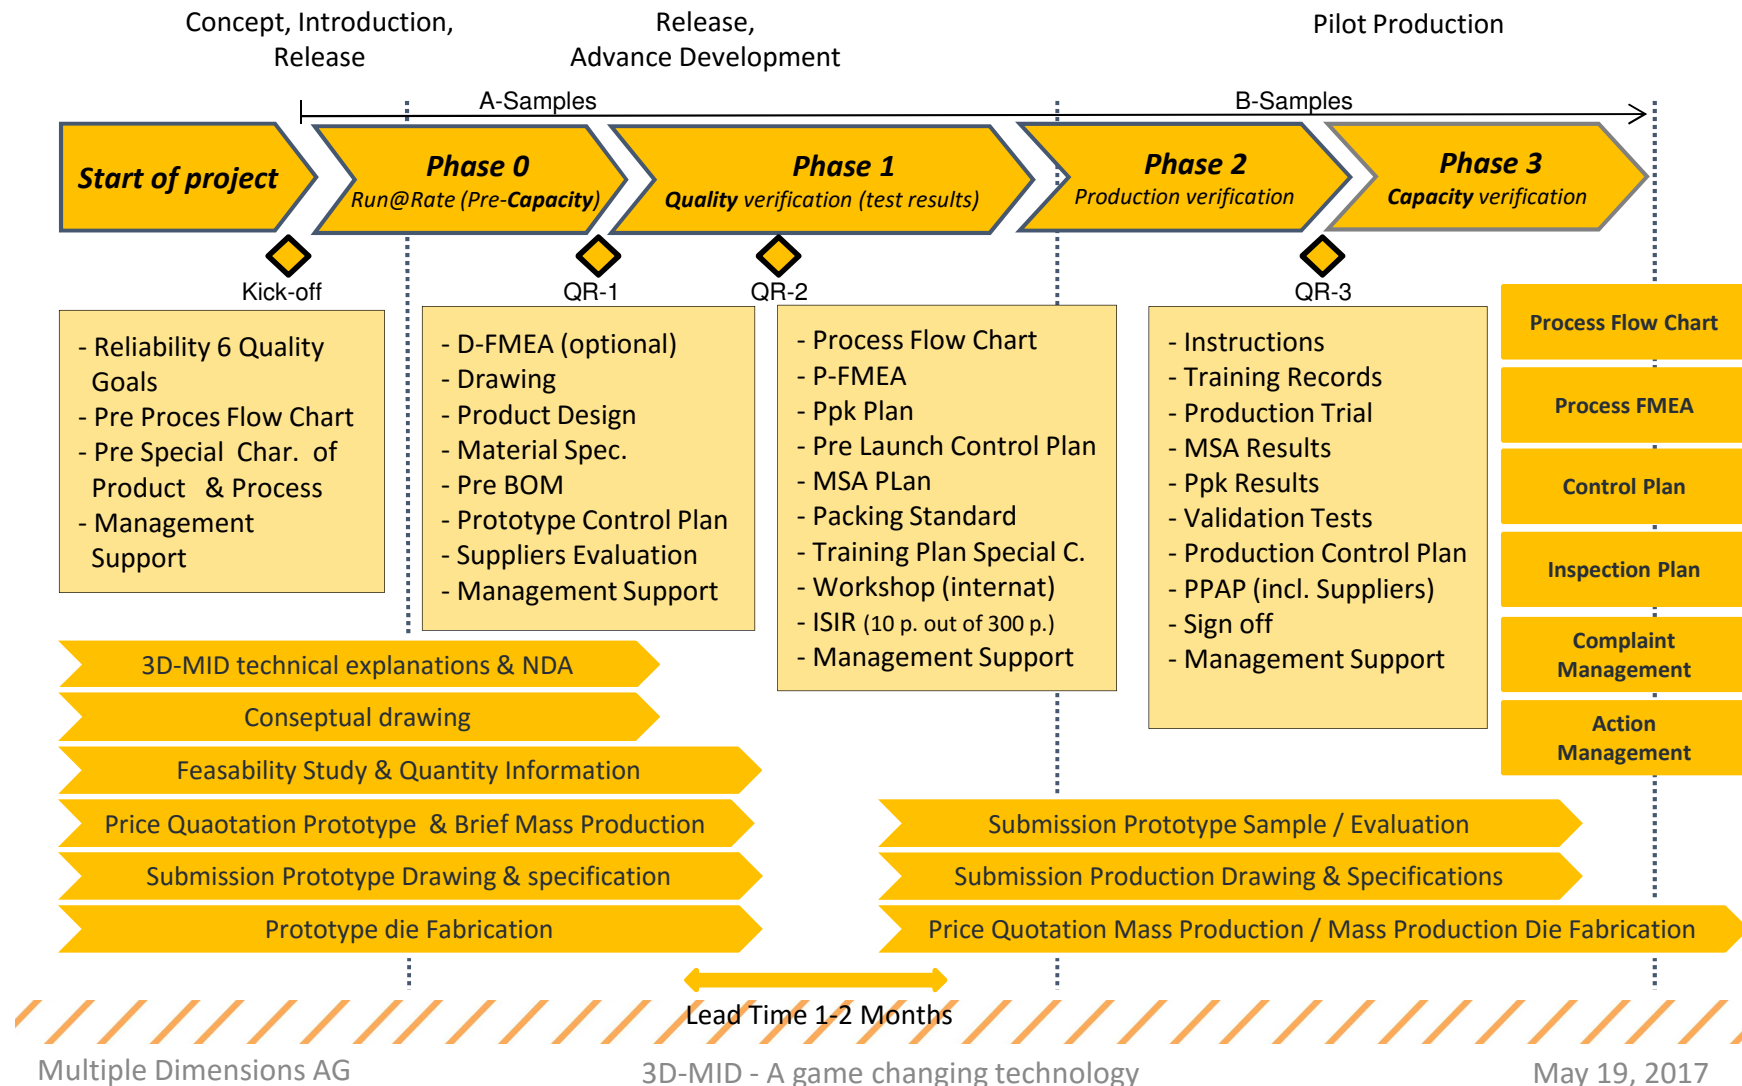 Concept, Introduction,
Release
Release,
Advance Development
Pilot Production
A-Samples
B-Samples
Start of project
Phase 0
Run@Rate (Pre-Capacity)
Phase 1
Quality verification (test results)
Phase 2
Production verification
Phase 3
Capacity verification
Kick-off
QR-1
QR-2
QR-3
- Reliability 6 Quality
Goals
- Pre Proces Flow Chart
- Pre Special Char. of
Product & Process
- Management
Support
- D-FMEA (optional)
- Drawing
- Product Design
- Material Spec.
- Pre BOM
- Prototype Control Plan
- Suppliers Evaluation
- Management Support
- Process Flow Chart
- P-FMEA
- Ppk Plan
- Pre Launch Control Plan
- MSA PLan
- Packing Standard
- Training Plan Special C.
- Workshop (internat)
- ISIR (10 p. out of 300 p.)
- Management Support
- Instructions
- Training Records
- Production Trial
- MSA Results
- Ppk Results
- Validation Tests
- Production Control Plan
- PPAP (incl. Suppliers)
- Sign off
- Management Support
Process Flow Chart
Process FMEA
Control Plan
Inspection Plan
Complaint
Management
Action
Management
3D-MID technical explanations & NDA
Conseptual drawing
Feasability Study & Quantity Information
Price Quaotation Prototype & Brief Mass Production
Submission Prototype Drawing & specification
Prototype die Fabrication
Submission Prototype Sample / Evaluation
Submission Production Drawing & Specifications
Price Quotation Mass Production / Mass Production Die Fabrication
Lead Time 1-2 Months
Multiple Dimensions AG
3D-MID - A game changing technology
May 19, 2017